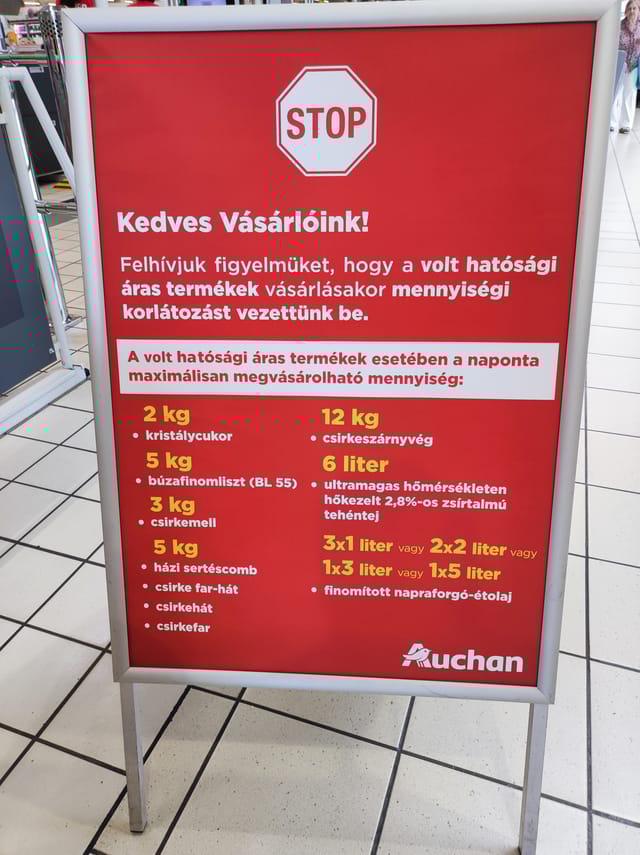 STOP
Kedves Vásárlóink!
Felhívjuk figyelmüket, hogy a volt hatósági
áras termékek vásárlásakor mennyiségi
korlátozást vezettünk be.
A volt hatósági áras termékek esetében a naponta
maximálisan megvásárolható mennyiség:
2 kg
• kristálycukor
5 kg
• búzafinomliszt (BL 55)
3 kg
• csirkemell
5 kg
• házi sertéscomb
• csirke far-hát
• csirkehát
• csirkefar
12 kg
• csirkeszárnyvég
6 liter
• ultramagas hőmérsékleten
hőkezelt 2,8%-os zsírtalmú
tehéntej
3x1 liter vagy 2x2 liter vagy
1x3 liter vagy 1x5 liter
• finomított napraforgó-étolaj
Auchan